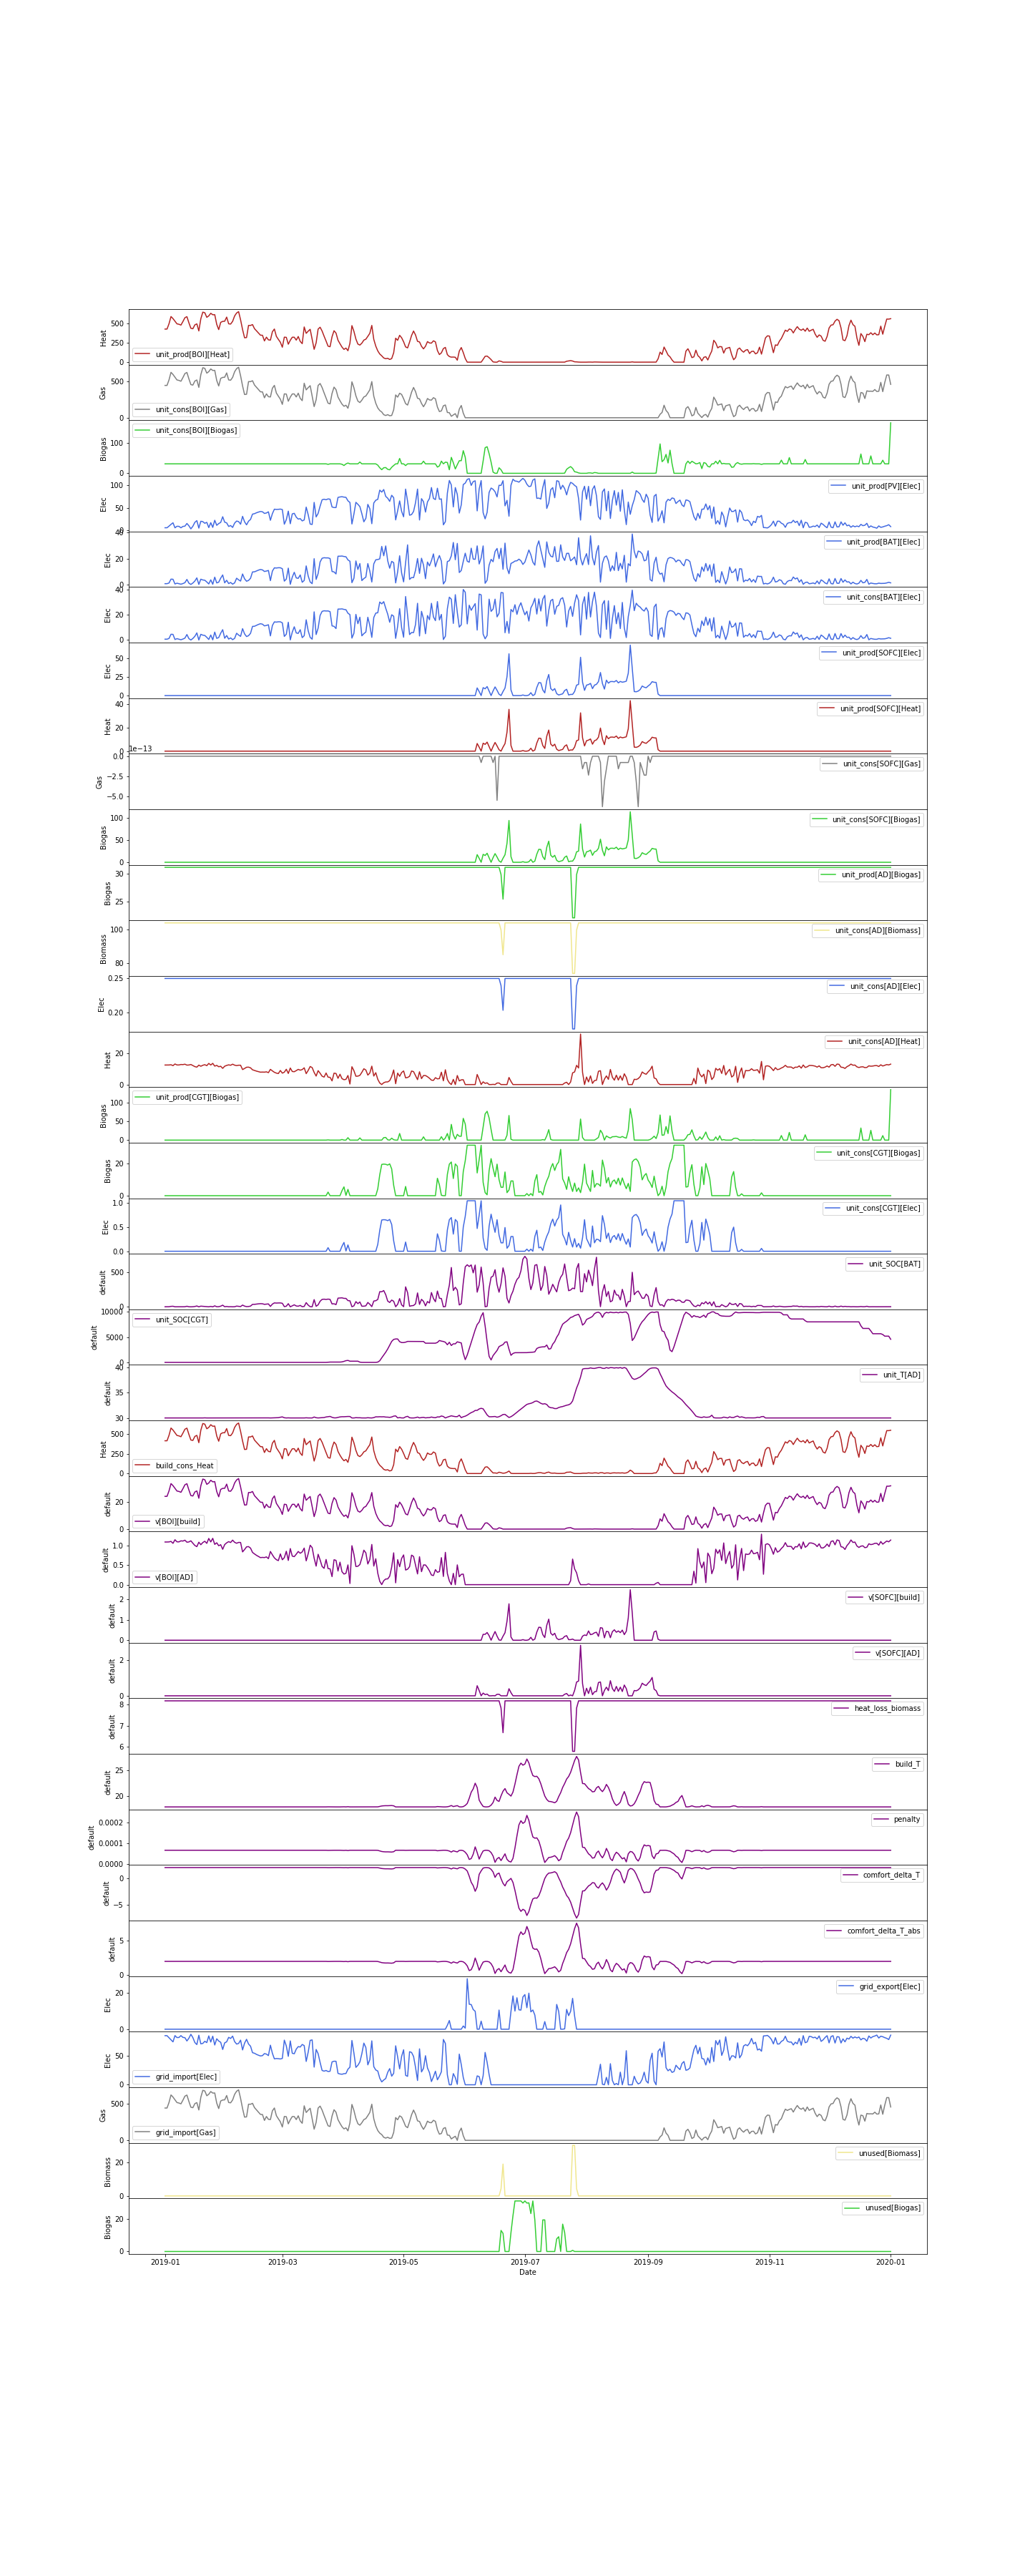 Heat
500
250
0
unit_prod[BOI][Heat]
Gas
500
0
unit_cons[BOI][Gas]
Biogas
100
0
unit_cons[BOI][Biogas]
Elec
100
50
0
unit_prod[PV][Elec]
Elec
40
20
0
unit_prod[BAT][Elec]
Elec
40
20
0
unit_cons[BAT][Elec]
Elec
50
0
unit_prod[SOFC][Elec]
Heat
40
20
0
unit_prod[SOFC][Heat]
1e−13
Gas
0.0
−2.5
−5.0
unit_cons[SOFC][Gas]
Biogas
100
50
0
unit_cons[SOFC][Biogas]
Biogas
30
25
unit_prod[AD][Biogas]
Biomass
100
80
unit_cons[AD][Biomass]
Elec
0.25
0.20
unit_cons[AD][Elec]
Heat
20
0
unit_cons[AD][Heat]
Biogas
100
50
0
unit_prod[CGT][Biogas]
Biogas
20
0
unit_cons[CGT][Biogas]
Elec
1.0
0.5
0.0
unit_cons[CGT][Elec]
default
500
0
unit_SOC[BAT]
default
10000
5000
0
unit_SOC[CGT]
default
40
35
30
unit_T[AD]
Heat
500
250
0
build_cons_Heat
default
20
0
v[BOI][build]
default
1.0
0.5
0.0
v[BOI][AD]
default
2
1
0
v[SOFC][build]
default
2
0
v[SOFC][AD]
default
8
7
6
heat_loss_biomass
default
25
20
build_T
default
0.0002
0.0001
0.0000
penalty
default
0
−5
comfort_delta_T
default
5
0
comfort_delta_T_abs
Elec
20
0
grid_export[Elec]
Elec
50
0
grid_import[Elec]
Gas
500
0
grid_import[Gas]
Biomass
20
0
unused[Biomass]
Biogas
20
0
unused[Biogas]
2019-01 2019-03 2019-05 2019-07 2019-09 2019-11 2020-01
Date